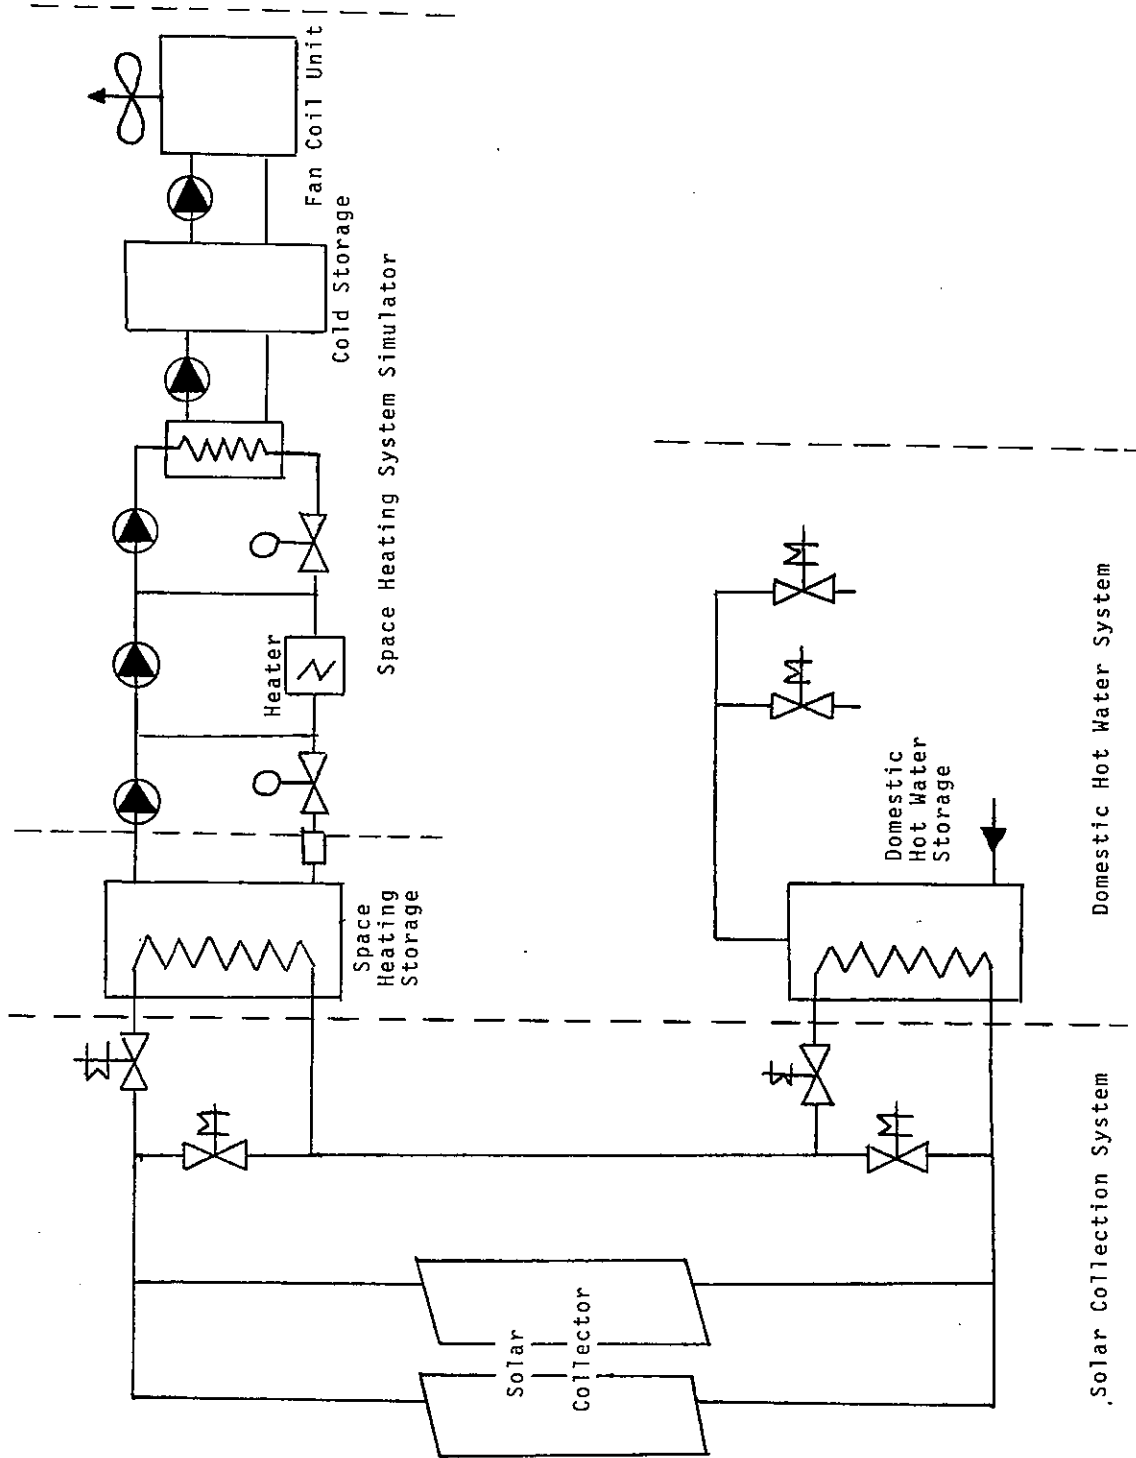 Solar
Collector
Solar Collection System
Space
Heating
Storage
Domestic
Hot Water
Storage
Domestic Hot Water System
Heater
Space Heating System Simulator
Cold Storage
Fan Coil Unit